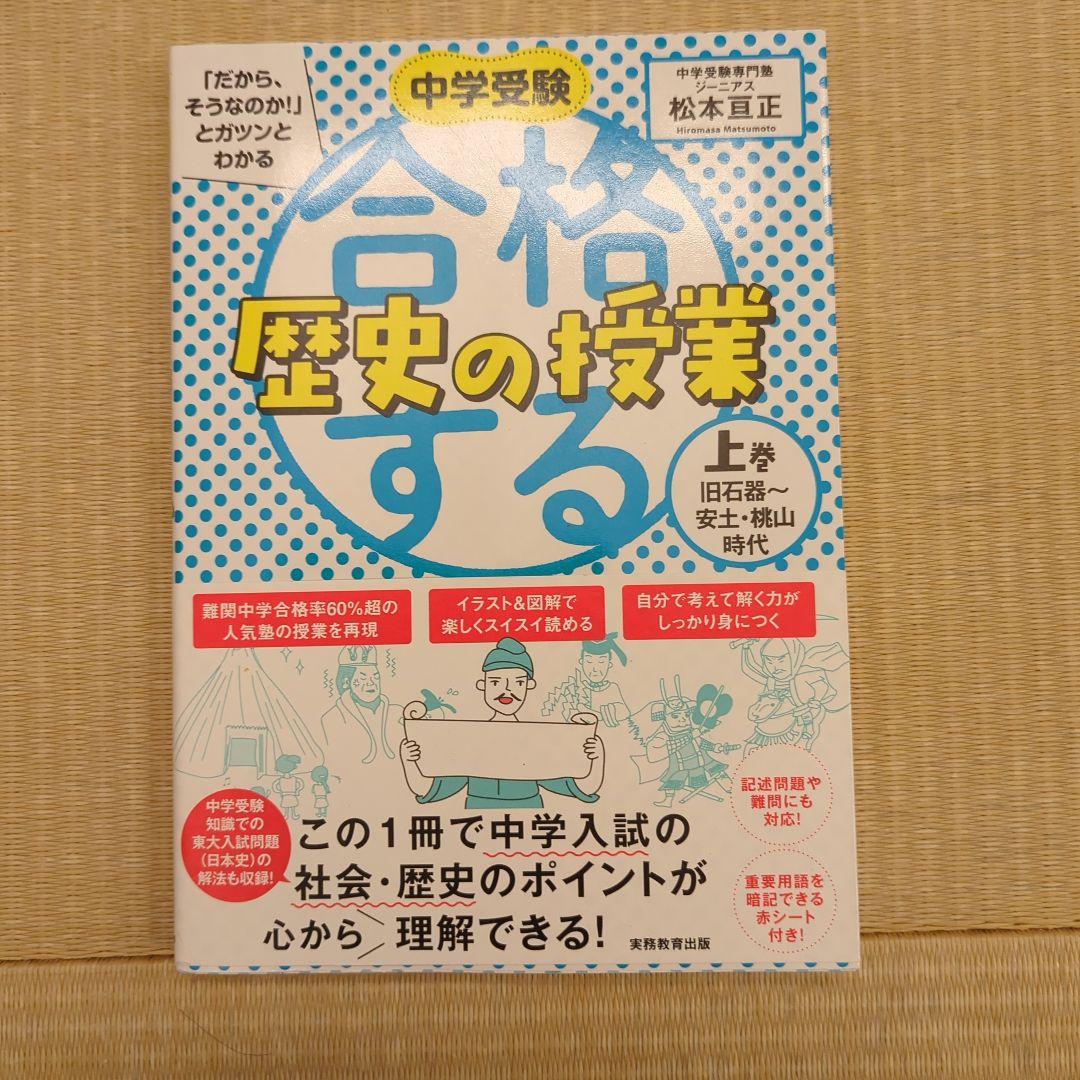 「だから、
そうなのか!」
とガツンと
わかる
中学受験
中学受験専門塾
ジーニアス
松本亘正
Hiromasa Matsumoto
合格
歴史の授業
する
上巻
旧石器〜
安土・桃山
時代
難関中学合格率60%超の
人気塾の授業を再現
イラスト&図解で
楽しくスイスイ読める
自分で考えて解く力が
しっかり身につく
記述問題や
難問にも
対応!
中学受験
知識での
東大入試問題
(日本史)の
解法も収録!
この1冊で中学入試の
社会・歴史のポイントが
心から理解できる!
重要用語を
暗記できる
赤シート
付き!
実務教育出版